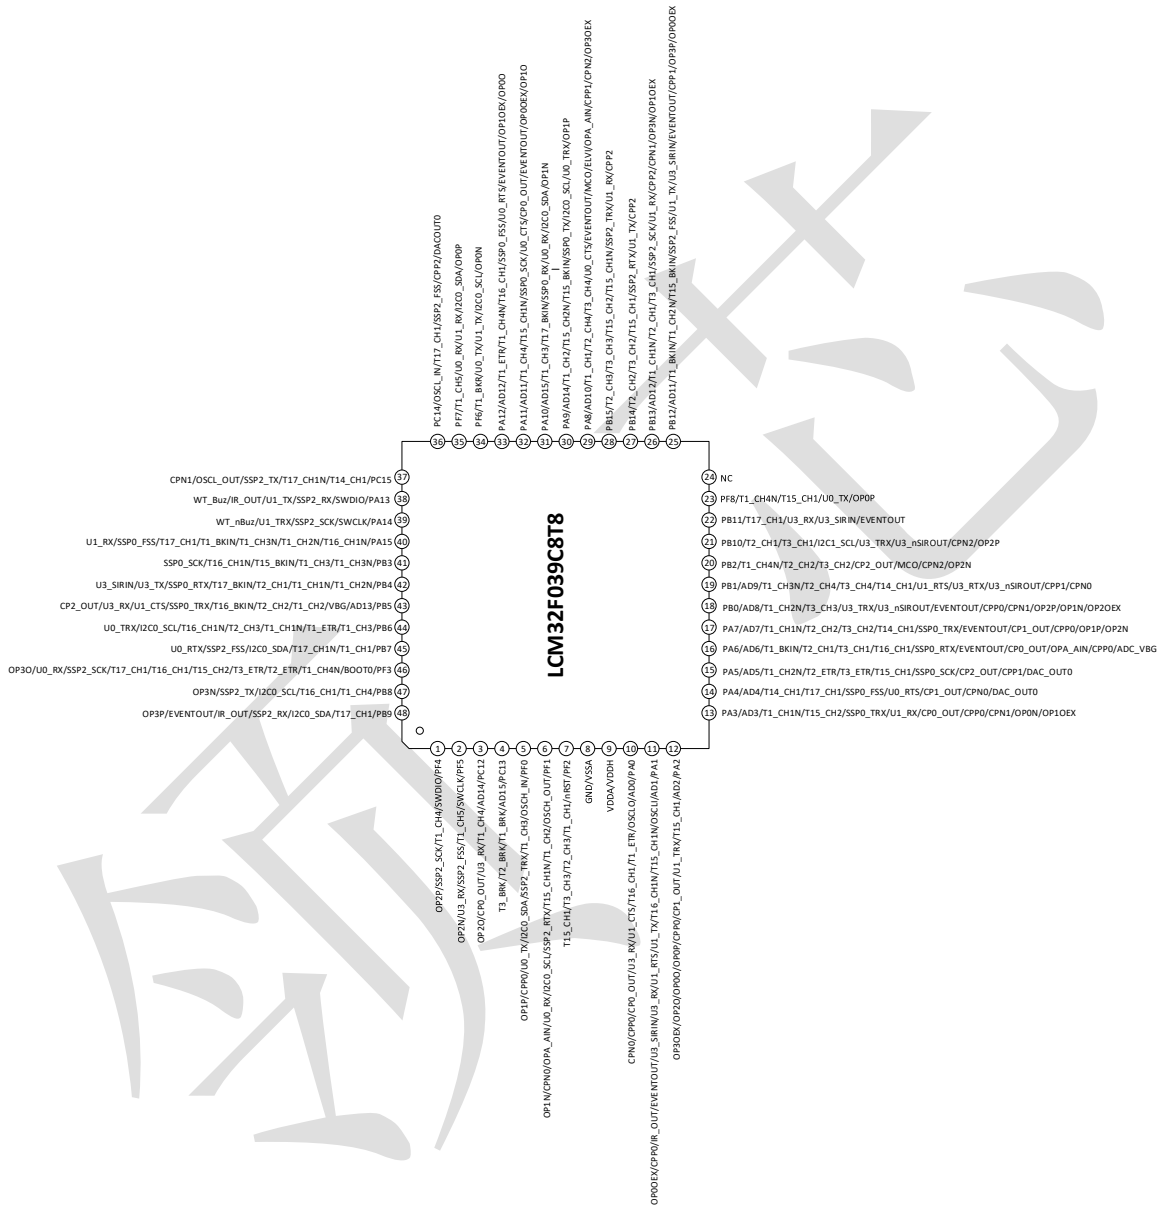 PC14/OSCL_IN/T17_CH1/SSP2_FSS/CPP2/DACOUT0
PF7/T1_CH5/U0_RX/U1_RX/I2C0_SDA/OP0P
PF6/T1_BKR/U0_TX/U1_TX/I2C0_SCL/OP0N
PA12/AD12/T1_ETR/T1_CH4N/T16_CH1/SSP0_FSS/U0_RTS/EVENTOUT/OP1OEX/OP0O
PA11/AD11/T1_CH4/T15_CH1N/SSP0_SCK/U0_CTS/CP0_OUT/EVENTOUT/OP0OEX/OP1O
PA10/AD15/T1_CH3/T17_BKIN/SSP0_RX/U0_RX/I2C0_SDA/OP1N
PA9/AD14/T1_CH2/T15_CH2N/T15_BKIN/SSP0_TX/I2C0_SCL/U0_TRX/OP1P
PA8/AD10/T1_CH1/T2_CH4/T3_CH4/U0_CTS/EVENTOUT/MCO/ELVI/OPA_AIN/CPP1/CPN2/OP3OEX
PB15/T2_CH3/T3_CH3/T15_CH2/T15_CH1N/SSP2_TRX/U1_RX/CPP2
PB14/T2_CH2/T3_CH2/T15_CH1/SSP2_RTX/U1_TX/CPP2
PB13/AD12/T1_CH1N/T2_CH1/T3_CH1/SSP2_SCK/U1_RX/CPP2/CPN1/OP3N/OP1OEX
PB12/AD11/T1_BKIN/T1_CH2N/T15_BKIN/SSP2_FSS/U1_TX/U3_SIRIN/EVENTOUT/CPP1/OP3P/OP0OEX
36 35 34 33 32 31 30 29 28 27 26 25
CPN1/OSCL_OUT/SSP2_TX/T17_CH1N/T14_CH1/PC15 37
WT_Buz/IR_OUT/U1_TX/SSP2_RX/SWDIO/PA13 38
WT_nBuz/U1_TRX/SSP2_SCK/SWCLK/PA14 39
U1_RX/SSP0_FSS/T17_CH1/T1_BKIN/T1_CH3N/T1_CH2N/T16_CH1N/PA15 40
SSP0_SCK/T16_CH1N/T15_BKIN/T1_CH3/T1_CH3N/PB3 41
U3_SIRIN/U3_TX/SSP0_RTX/T17_BKIN/T2_CH1/T1_CH1N/T1_CH2N/PB4 42
CP2_OUT/U3_RX/U1_CTS/SSP0_TRX/T16_BKIN/T2_CH2/T1_CH2/VBG/AD13/PB5 43
U0_TRX/I2C0_SCL/T16_CH1N/T2_CH3/T1_CH1N/T1_ETR/T1_CH3/PB6 44
U0_RTX/SSP2_FSS/I2C0_SDA/T17_CH1N/T1_CH1/PB7 45
OP3O/U0_RX/SSP2_SCK/T17_CH1/T16_CH1/T15_CH2/T3_ETR/T2_ETR/T1_CH4N/BOOT0/PF3 46
OP3N/SSP2_TX/I2C0_SCL/T16_CH1/T1_CH4/PB8 47
OP3P/EVENTOUT/IR_OUT/SSP2_RX/I2C0_SDA/T17_CH1/PB9 48
LCM32F039C8T8
24 NC
23 PF8/T1_CH4N/T15_CH1/U0_TX/OP0P
22 PB11/T17_CH1/U3_RX/U3_SIRIN/EVENTOUT
21 PB10/T2_CH1/T3_CH1/I2C1_SCL/U3_TRX/U3_nSIROUT/CPN2/OP2P
20 PB2/T1_CH4N/T2_CH2/T3_CH2/CP2_OUT/MCO/CPN2/OP2N
19 PB1/AD9/T1_CH3N/T2_CH4/T3_CH4/T14_CH1/U1_RTS/U3_RTX/U3_nSIROUT/CPP1/CPN0
18 PB0/AD8/T1_CH2N/T3_CH3/U3_TRX/U3_nSIROUT/EVENTOUT/CPP0/CPN1/OP2P/OP1N/OP2OEX
17 PA7/AD7/T1_CH1N/T2_CH2/T3_CH2/T14_CH1/SSP0_TRX/EVENTOUT/CP1_OUT/CPP0/OP1P/OP2N
16 PA6/AD6/T1_BKIN/T2_CH1/T3_CH1/T16_CH1/SSP0_RTX/EVENTOUT/CP0_OUT/OPA_AIN/CPP0/ADC_VBG
15 PA5/AD5/T1_CH2N/T2_ETR/T3_ETR/T15_CH1/SSP0_SCK/CP2_OUT/CPP1/DAC_OUT0
14 PA4/AD4/T14_CH1/T17_CH1/SSP0_FSS/U0_RTS/CP1_OUT/CPN0/DAC_OUT0
13 PA3/AD3/T1_CH1N/T15_CH2/SSP0_TRX/U1_RX/CP0_OUT/CPP0/CPN1/OP0N/OP1OEX
1 2 3 4 5 6 7 8 9 10 11 12
OP2P/SSP2_SCK/T1_CH4/SWDIO/PF4
OP2N/U3_RX/SSP2_FSS/T1_CH5/SWCLK/PF5
OP2O/CP0_OUT/U3_RX/T1_CH4/AD14/PC12
T3_BRK/T2_BRK/T1_BRK/AD15/PC13
OP1P/CPP0/U0_TX/I2C0_SDA/SSP2_TRX/T1_CH3/OSCH_IN/PF0
OP1N/CPN0/OPA_AIN/U0_RX/I2C0_SCL/SSP2_RTX/T15_CH1N/T1_CH2/OSCH_OUT/PF1
T15_CH1/T3_CH3/T2_CH3/T1_CH1/nRST/PF2
GND/VSSA
VDDA/VDDH
CPN0/CPP0/CP0_OUT/U3_RX/U1_CTS/T16_CH1/T1_ETR/OSCLO/AD0/PA0
OP0OEX/CPP0/IR_OUT/EVENTOUT/U3_SIRIN/U3_RX/U1_RTS/U1_TX/T16_CH1N/T15_CH1N/OSCLI/AD1/PA1
OP3OEX/OP2O/OP0O/OP0P/CPP0/CP1_OUT/U1_TRX/T15_CH1/AD2/PA2